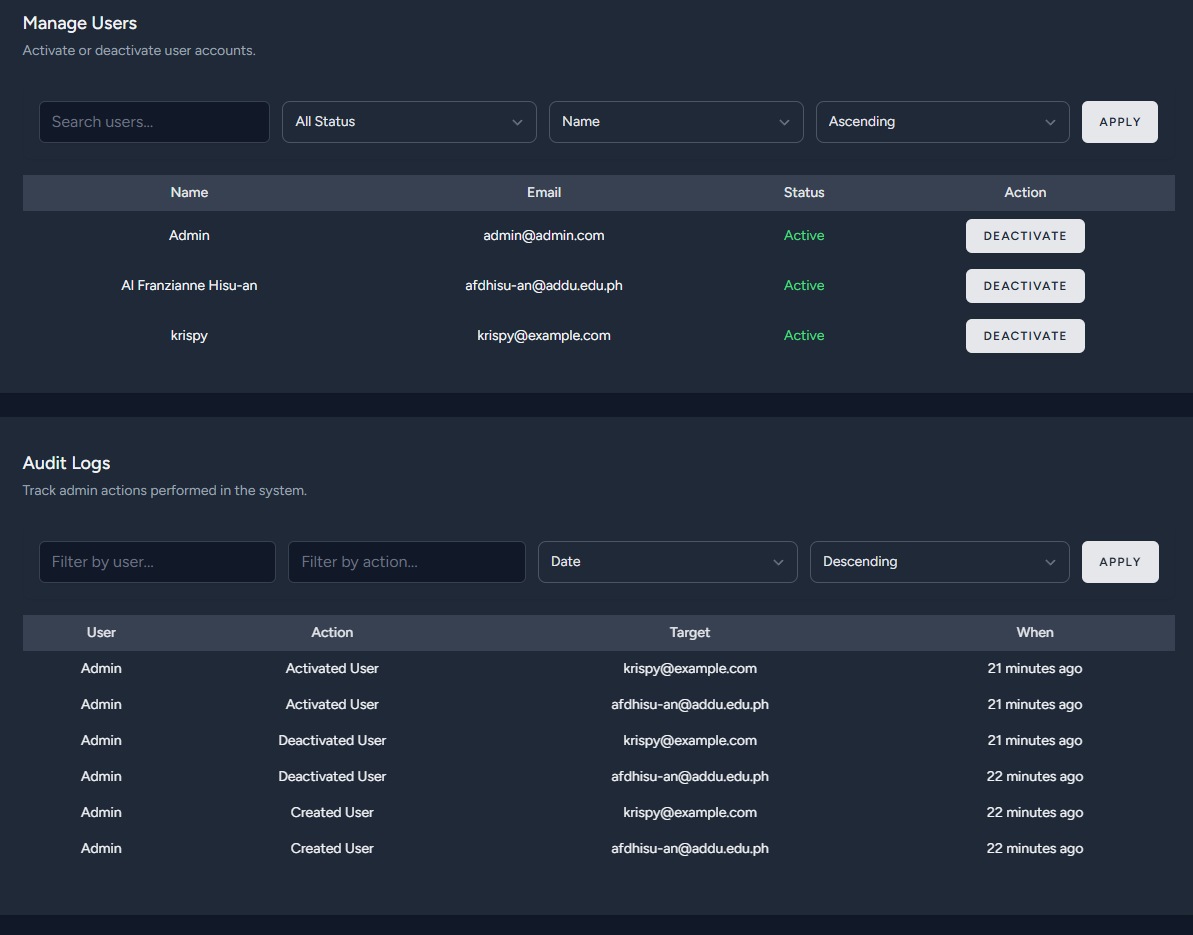 Manage Users
Activate or deactivate user accounts.
Search users... All Status Name Ascending APPLY
Name Email Status Action
Admin admin@admin.com Active DEACTIVATE
Al Franzianne Hisu-an afdhisu-an@addu.edu.ph Active DEACTIVATE
krispy krispy@example.com Active DEACTIVATE
Audit Logs
Track admin actions performed in the system.
Filter by user... Filter by action... Date Descending APPLY
User Action Target When
Admin Activated User krispy@example.com 21 minutes ago
Admin Activated User afdhisu-an@addu.edu.ph 21 minutes ago
Admin Deactivated User krispy@example.com 21 minutes ago
Admin Deactivated User afdhisu-an@addu.edu.ph 22 minutes ago
Admin Created User krispy@example.com 22 minutes ago
Admin Created User afdhisu-an@addu.edu.ph 22 minutes ago